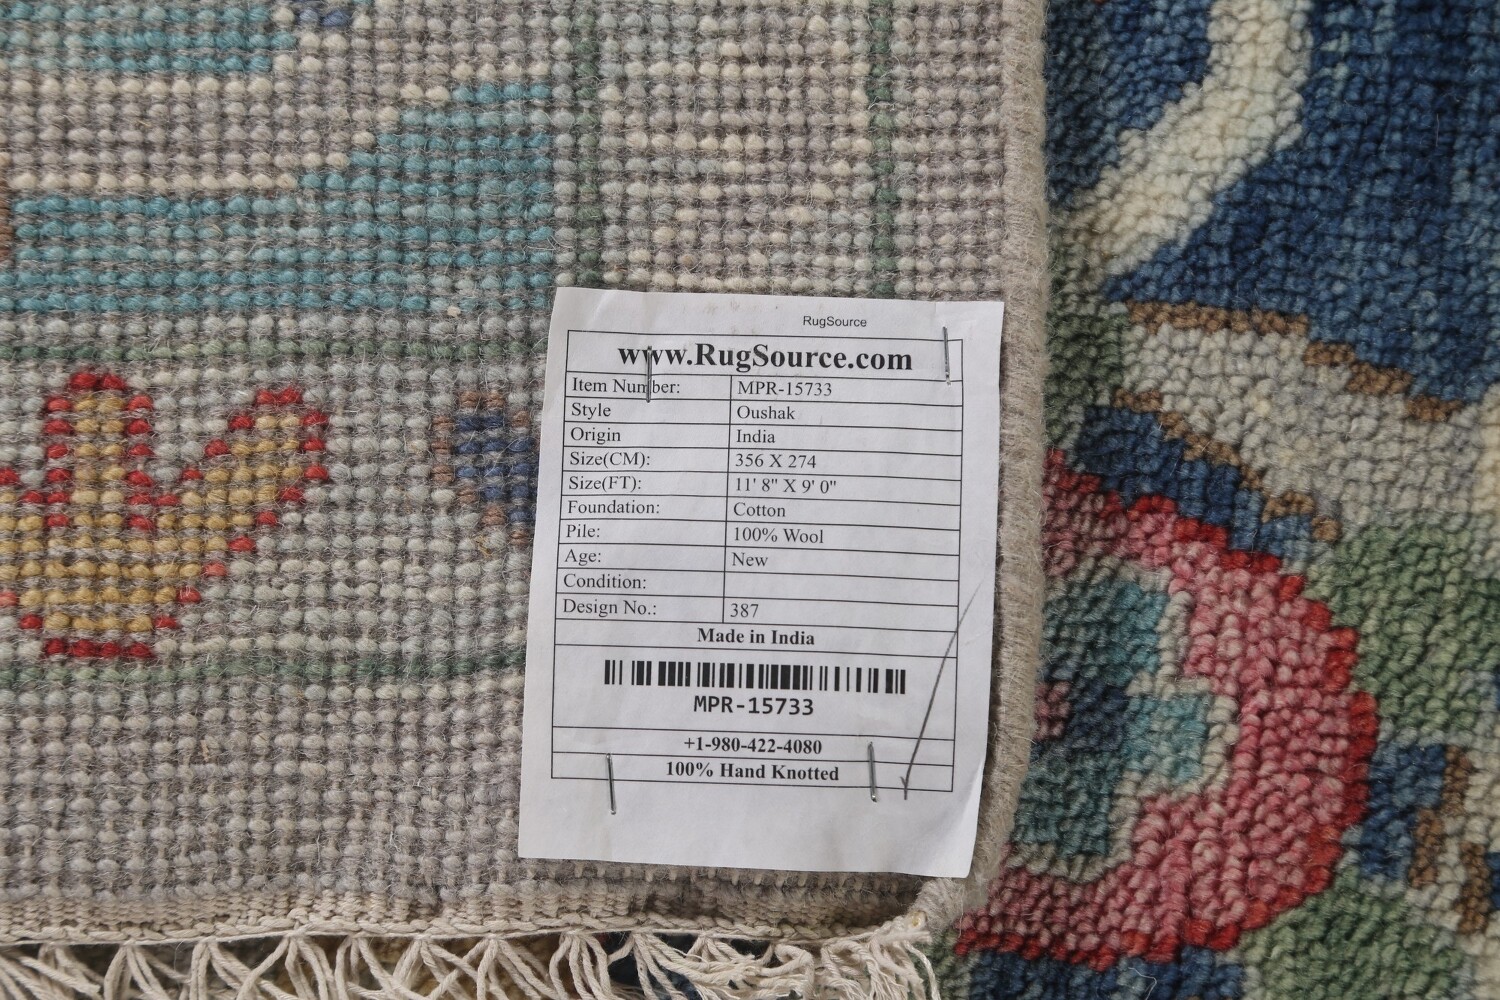 RugSource
www.RugSource.com
Item Number: MPR-15733
Style Oushak
Origin India
Size(CM): 356 X 274
Size(FT): 11' 8" X 9' 0"
Foundation: Cotton
Pile: 100% Wool
Age: New
Condition:
Design No.: 387
Made in India
MPR-15733
+1-980-422-4080
100% Hand Knotted